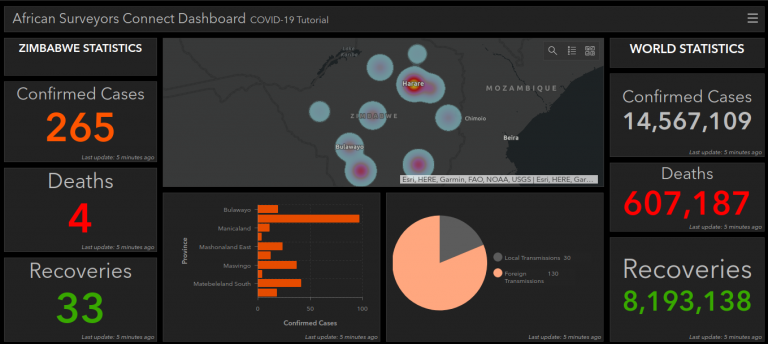 African Surveyors Connect Dashboard COVID-19 Tutorial
ZIMBABWE STATISTICS
Confirmed Cases
265
Last update: 5 minutes ago
Deaths
4
Last update: 5 minutes ago
Recoveries
33
Last update: 5 minutes ago
Harare
MOZAMBIQUE
ZIMBABWE
Chimoio
Beira
Bulawayo
Esri, HERE, Garmin, FAO, NOAA, USGS | Esri, HERE, Gar...
Province
Bulawayo
Manicaland
Mashonaland East
Masvingo
Matebeleland South
0 50 100
Confirmed Cases
Last update: 5 minutes ago
Local Transmissions 30
Foreign Transmissions 130
Last update: 5 minutes ago
WORLD STATISTICS
Confirmed Cases
14,567,109
Last update: 5 minutes ago
Deaths
607,187
Last update: 5 minutes ago
Recoveries
8,193,138
Last update: 5 minutes ago